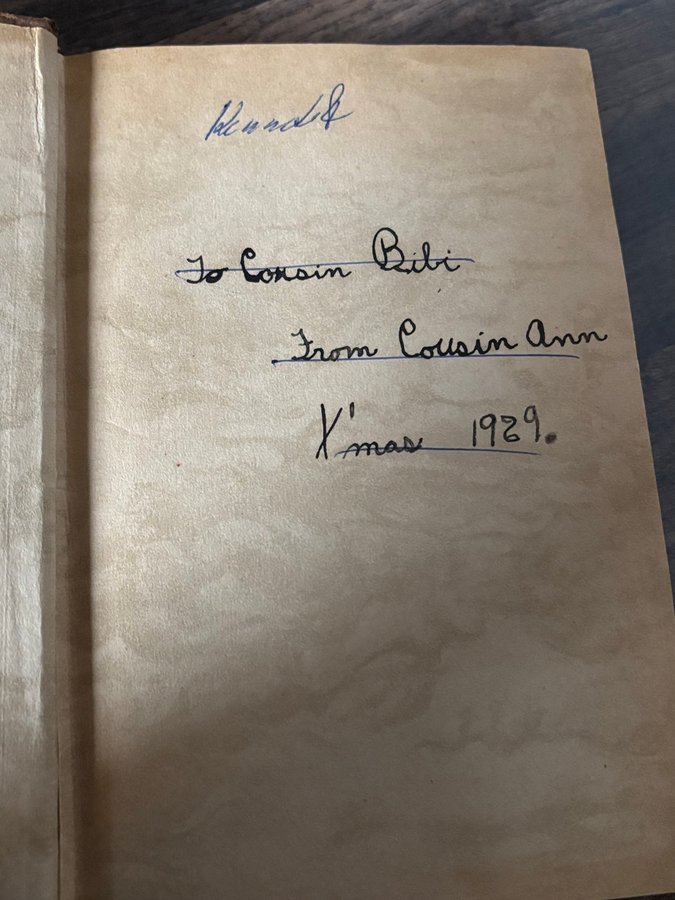 To Cousin Bibi
From Cousin Ann
X'mas 1929.